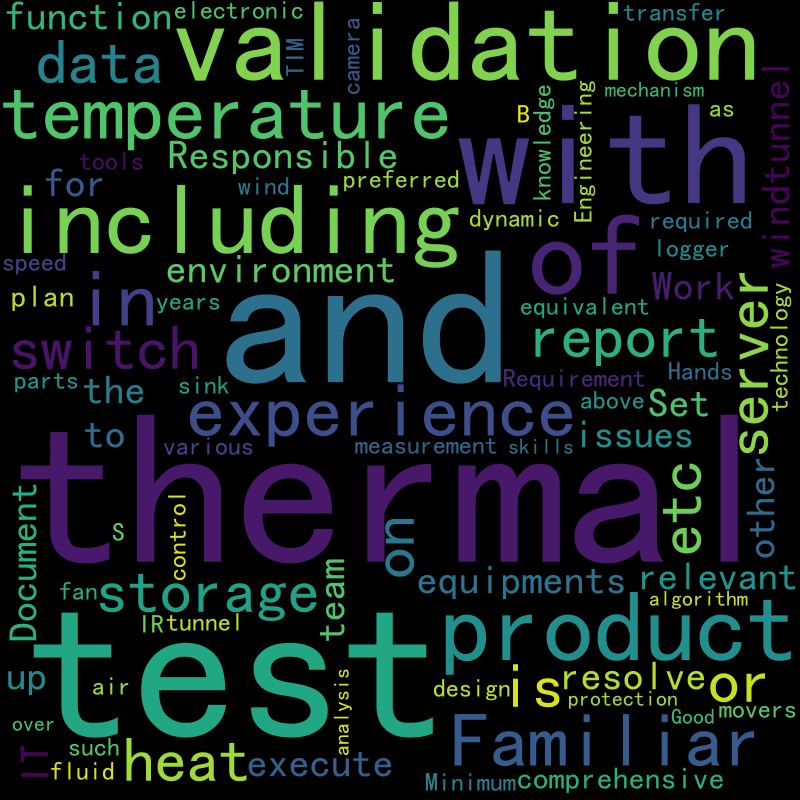 function
electronic
validation
transfer
TIM
camera
data
temperature
mechanism
B
as
knowledge
Engineering
with
windtunnel
tools
Responsible
for
wind
preferred
including
dynamic
of
required
logger
speed
environment
in
years
plan
and
Work
equivalent
server
technology
switch
report
parts
the
sink
Requirement
Hands
experience
above
Set
to
various
measurement
skills
issues
thermal
etc
other
on
Document
S
control
team
fan
storage
equipments
relevant
IR
tunnel
algorithm
test
product
up
air
analysis
design
is
resolve
or
protection
over
Good
movers
IT
such
fluid
heat
execute
Familiar
Minimum
comprehensive